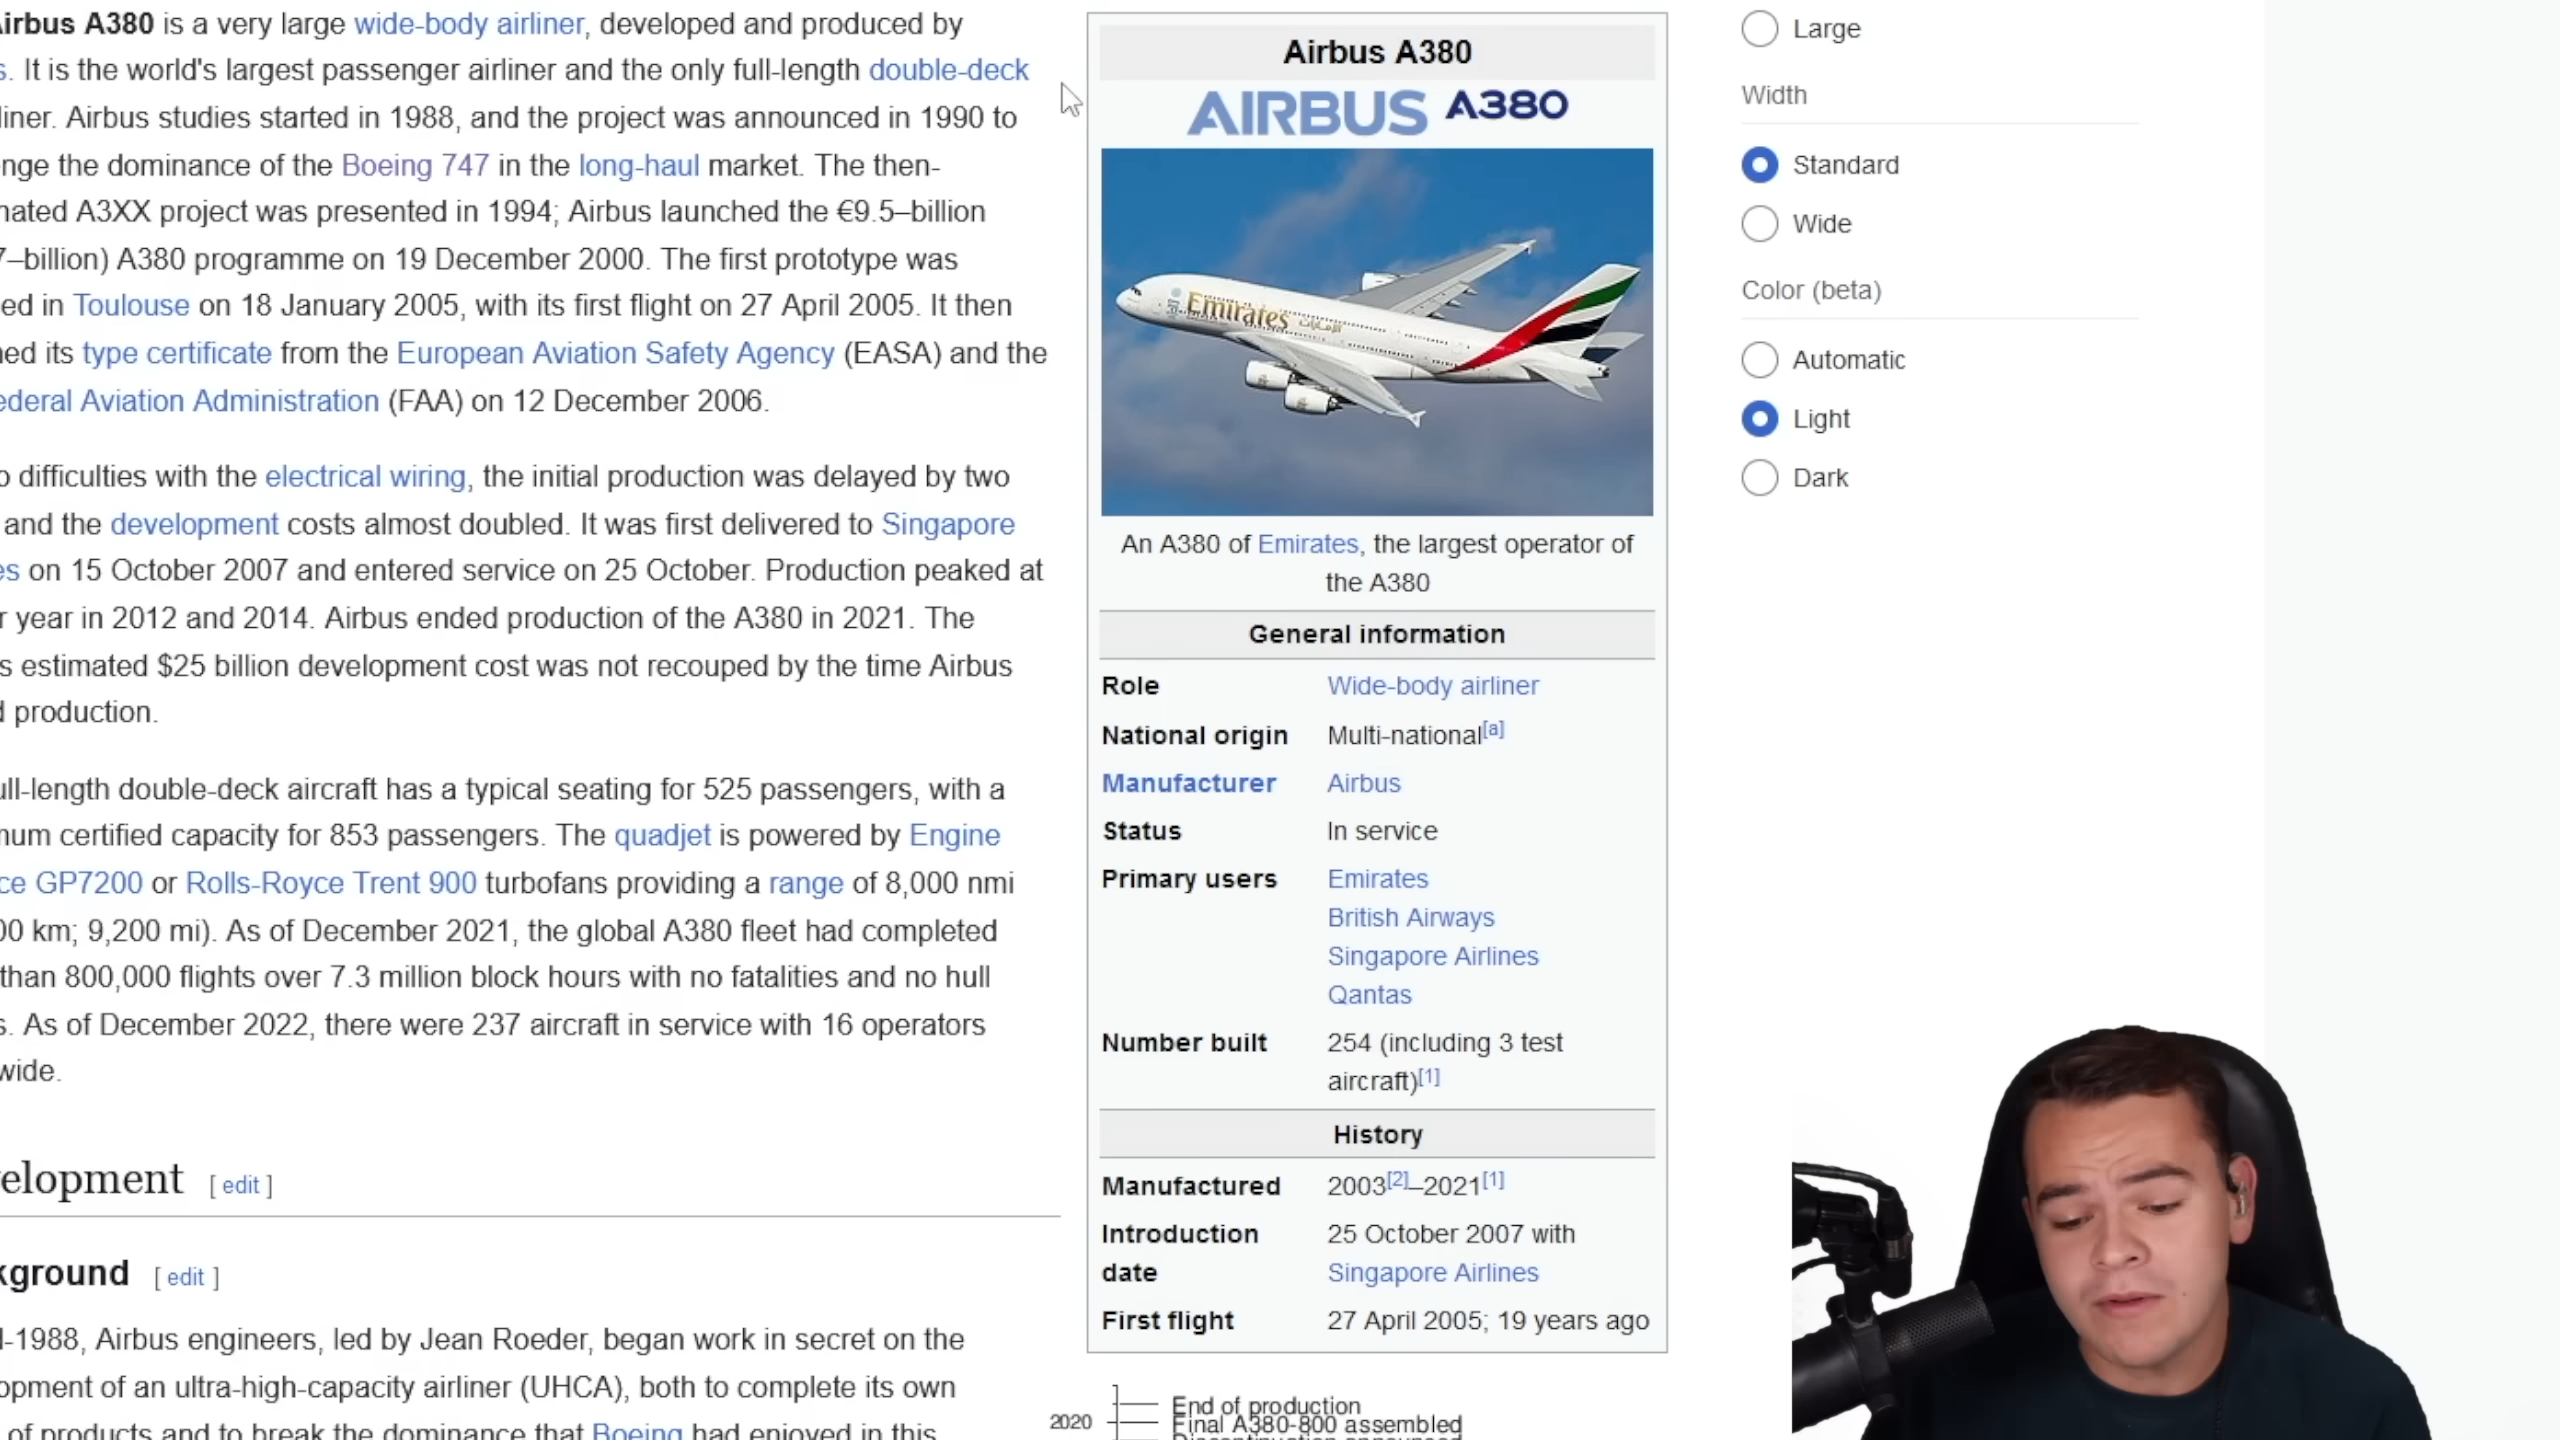 Airbus A380 is a very large wide-body airliner, developed and produced by
s. It is the world's largest passenger airliner and the only full-length double-deck
liner. Airbus studies started in 1988, and the project was announced in 1990 to
nge the dominance of the Boeing 747 in the long-haul market. The then-
nated A3XX project was presented in 1994; Airbus launched the €9.5–billion
7–billion) A380 programme on 19 December 2000. The first prototype was
ed in Toulouse on 18 January 2005, with its first flight on 27 April 2005. It then
ned its type certificate from the European Aviation Safety Agency (EASA) and the
ederal Aviation Administration (FAA) on 12 December 2006.
o difficulties with the electrical wiring, the initial production was delayed by two
and the development costs almost doubled. It was first delivered to Singapore
es on 15 October 2007 and entered service on 25 October. Production peaked at
r year in 2012 and 2014. Airbus ended production of the A380 in 2021. The
s estimated $25 billion development cost was not recouped by the time Airbus
d production.
ull-length double-deck aircraft has a typical seating for 525 passengers, with a
mum certified capacity for 853 passengers. The quadjet is powered by Engine
ce GP7200 or Rolls-Royce Trent 900 turbofans providing a range of 8,000 nmi
00 km; 9,200 mi). As of December 2021, the global A380 fleet had completed
than 800,000 flights over 7.3 million block hours with no fatalities and no hull
s. As of December 2022, there were 237 aircraft in service with 16 operators
wide.
elopment [ edit ]
kground [ edit ]
l-1988, Airbus engineers, led by Jean Roeder, began work in secret on the
opment of an ultra-high-capacity airliner (UHCA), both to complete its own
of products and to break the dominance that Boeing had enjoyed in this
Airbus A380
AIRBUS A380
Emirates الإمارات
An A380 of Emirates, the largest operator of
the A380
General information
Role Wide-body airliner
National origin Multi-national[a]
Manufacturer Airbus
Status In service
Primary users Emirates
British Airways
Singapore Airlines
Qantas
Number built 254 (including 3 test
aircraft)[1]
History
Manufactured 2003[2]–2021[1]
Introduction 25 October 2007 with
date Singapore Airlines
First flight 27 April 2005; 19 years ago
End of production
2020 Final A380-800 assembled
Large
Width
Standard
Wide
Color (beta)
Automatic
Light
Dark